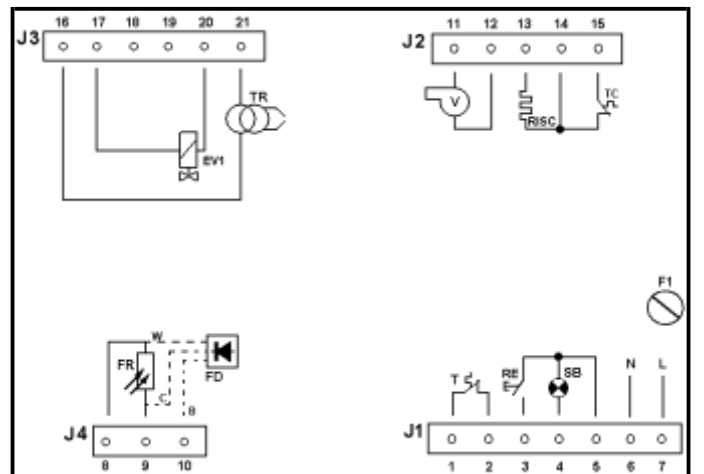 16 17 18 19 20 21
J3
TR
EV1
11 12 13 14 15
J2
V
RISC
TC
F1
W
FR
FD
C
B
J4
8 9 10
T
RE
E
SB
N
L
J1
1 2 3 4 5 6 7